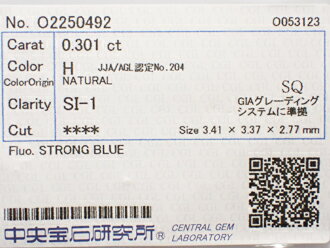 No. O2250492 O053123
Carat 0.301 ct
Color H JJA/AGL認定No.204
ColorOrigin NATURAL
Clarity SI-1 SQ
GIAグレーディング
システムに準拠
Cut ****
Size 3.41 × 3.37 × 2.77 mm
Fluo. STRONG BLUE
中央宝石研究所® CENTRAL GEM
LABORATORY